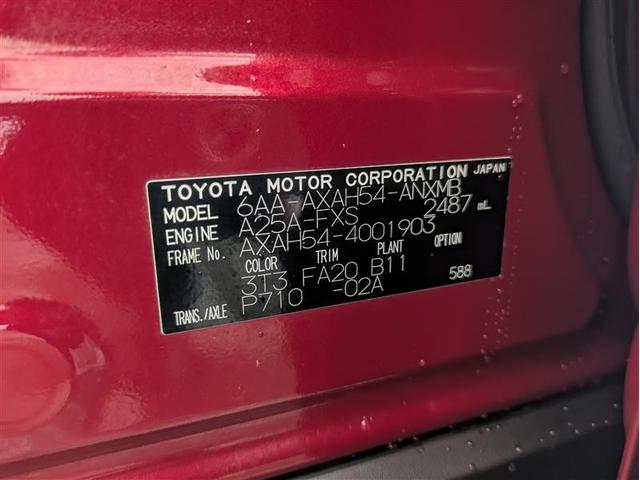 TOYOTA MOTOR CORPORATION JAPAN
MODEL 6AA-AXAH54-ANXMB
ENGINE A25A-FXS 2487 mL
FRAME No. AXAH54-4001903
COLOR TRIM PLANT OPTION
3T3 FA20 B11
TRANS./AXLE P710 -02A 588